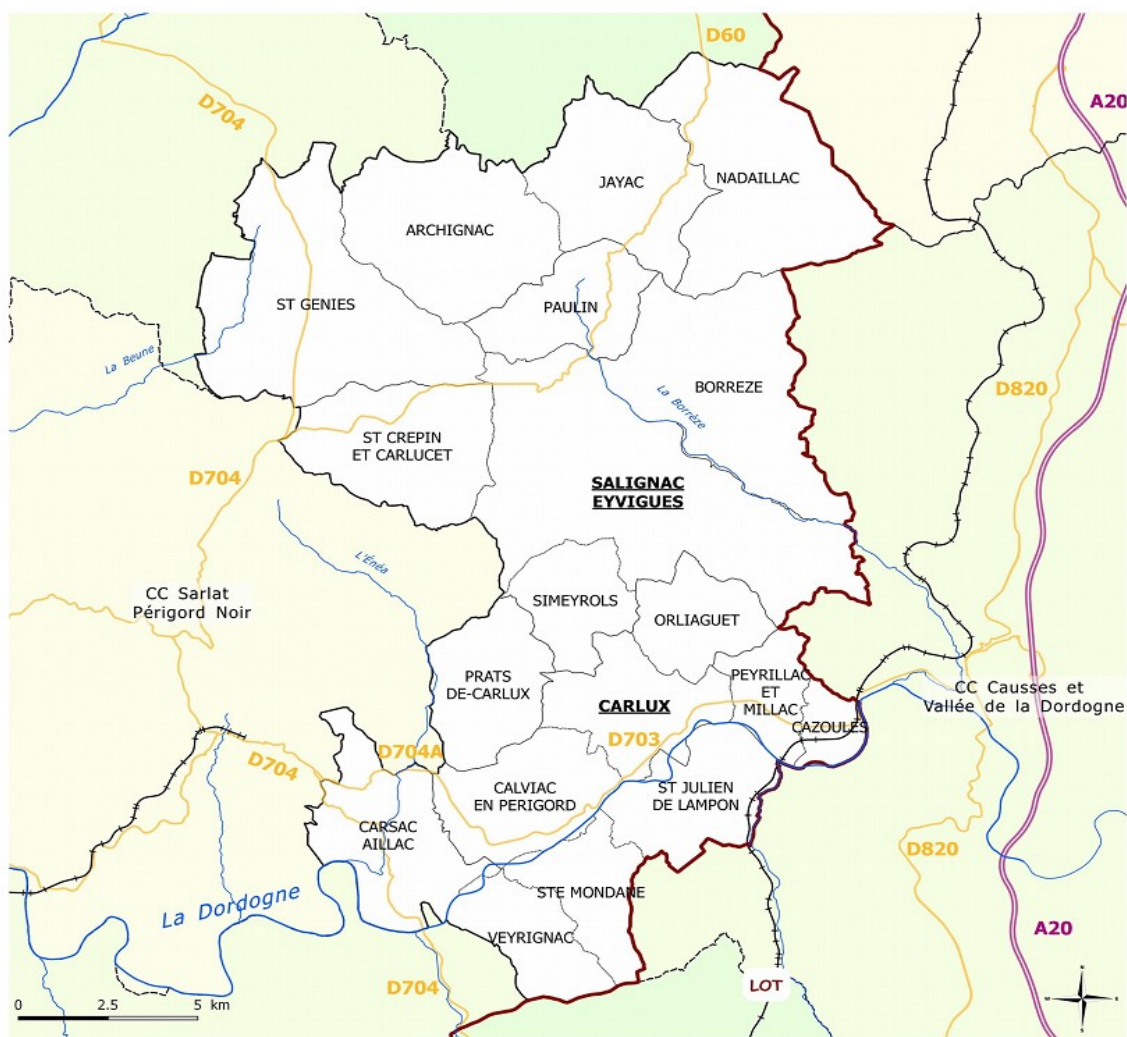 D60
A20
D704
JAYAC
NADAILLAC
ARCHIGNAC
ST GENIES
PAULIN
La Beune
BORREZE
La Borrèze
D820
ST CREPIN
ET CARLUCET
D704
SALIGNAC
EYVIGUES
L'Énéa
CC Sarlat
Périgord Noir
SIMEYROLS
ORLIAGUET
PRATS
DE-CARLUX
PEYRILLAC
ET
MILLAC
CC Causses et
Vallée de la Dordogne
CARLUX
CAZOULES
D703
D704A
D704
CALVIAC
EN PERIGORD
ST JULIEN
DE LAMPON
CARSAC
AILLAC
D820
STE MONDANE
La Dordogne
VEYRIGNAC
A20
D704
LOT
0 2.5 5 km
N
W E
S